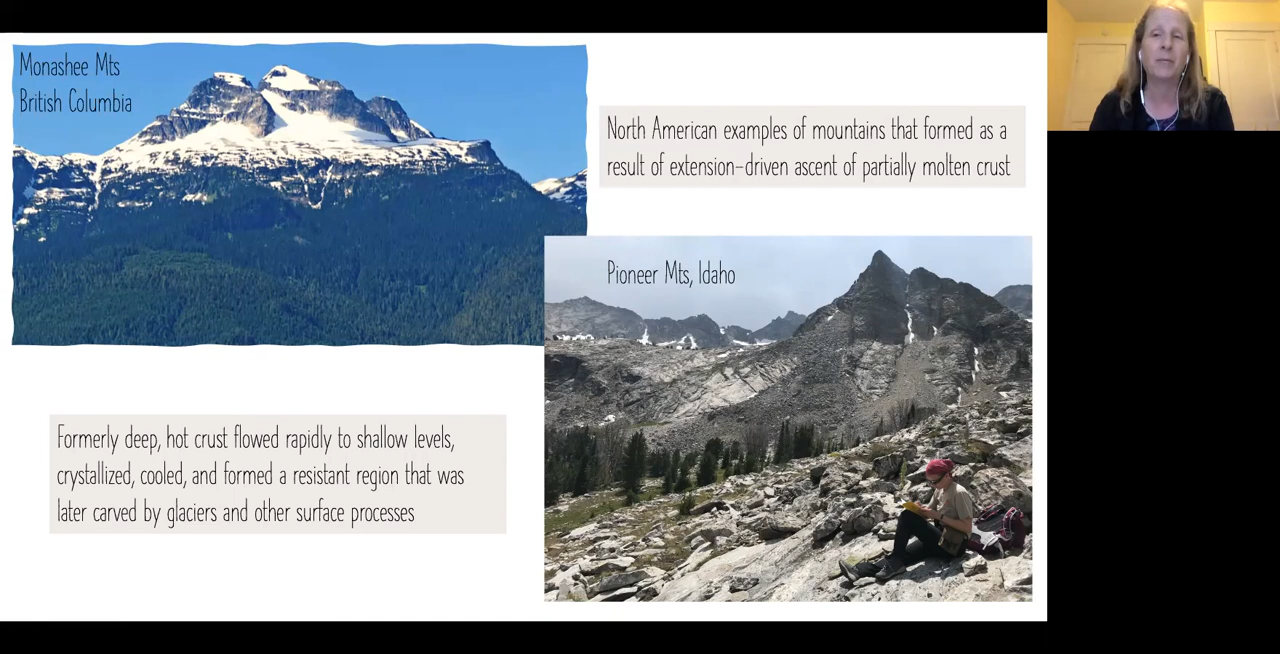 Monashee Mts
British Columbia
North American examples of mountains that formed as a
result of extension-driven ascent of partially molten crust
Pioneer Mts, Idaho
Formerly deep, hot crust flowed rapidly to shallow levels,
crystallized, cooled, and formed a resistant region that was
later carved by glaciers and other surface processes